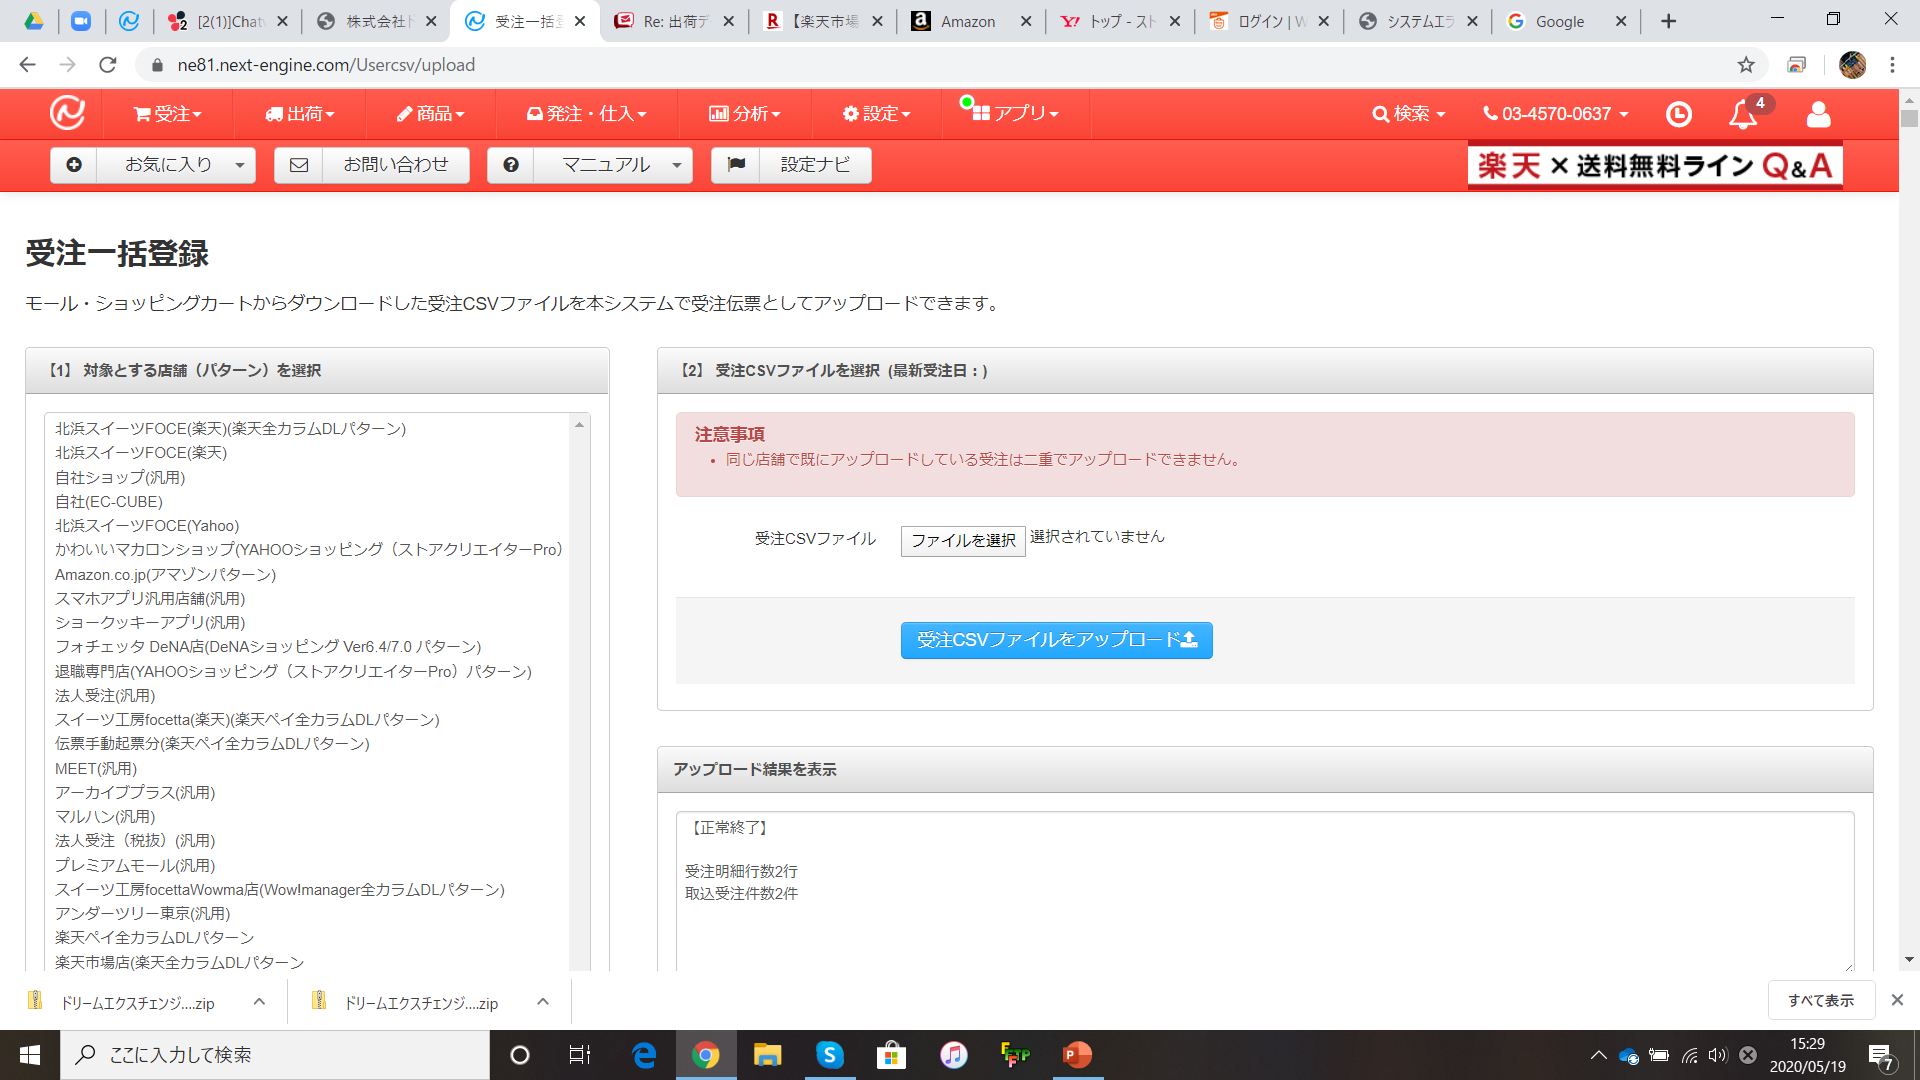 [2(1)]Chatw
株式会社ド
受注一括登
Re: 出荷デ
【楽天市場
Amazon
トップ - スト
ログイン | W
システムエラ
Google
ne81.next-engine.com/Usercsv/upload
受注
出荷
商品
発注・仕入
分析
設定
アプリ
検索
03-4570-0637
4
お気に入り
お問い合わせ
マニュアル
設定ナビ
楽天×送料無料ライン Q&A
受注一括登録
モール・ショッピングカートからダウンロードした受注CSVファイルを本システムで受注伝票としてアップロードできます。
【1】 対象とする店舗（パターン）を選択
北浜スイーツFOCE(楽天)(楽天全カラムDLパターン)
北浜スイーツFOCE(楽天)
自社ショップ(汎用)
自社(EC-CUBE)
北浜スイーツFOCE(Yahoo)
かわいいマカロンショップ(YAHOOショッピング（ストアクリエイターPro）
Amazon.co.jp(アマゾンパターン)
スマホアプリ汎用店舗(汎用)
ショークッキーアプリ(汎用)
フォチェッタ DeNA店(DeNAショッピング Ver6.4/7.0 パターン)
退職専門店(YAHOOショッピング（ストアクリエイターPro）パターン)
法人受注(汎用)
スイーツ工房focetta(楽天)(楽天ペイ全カラムDLパターン)
伝票手動起票分(楽天ペイ全カラムDLパターン)
MEET(汎用)
アーカイブプラス(汎用)
マルハン(汎用)
法人受注（税抜）(汎用)
プレミアムモール(汎用)
スイーツ工房focettaWowma店(Wow!manager全カラムDLパターン)
アンダーツリー東京(汎用)
楽天ペイ全カラムDLパターン
楽天市場店(楽天全カラムDLパターン
【2】 受注CSVファイルを選択 (最新受注日：)
注意事項
• 同じ店舗で既にアップロードしている受注は二重でアップロードできません。
受注CSVファイル
ファイルを選択 選択されていません
受注CSVファイルをアップロード
アップロード結果を表示
【正常終了】
受注明細行数2行
取込受注件数2件
ドリームエクスチェンジ....zip
ドリームエクスチェンジ....zip
すべて表示
ここに入力して検索
15:29
2020/05/19
7